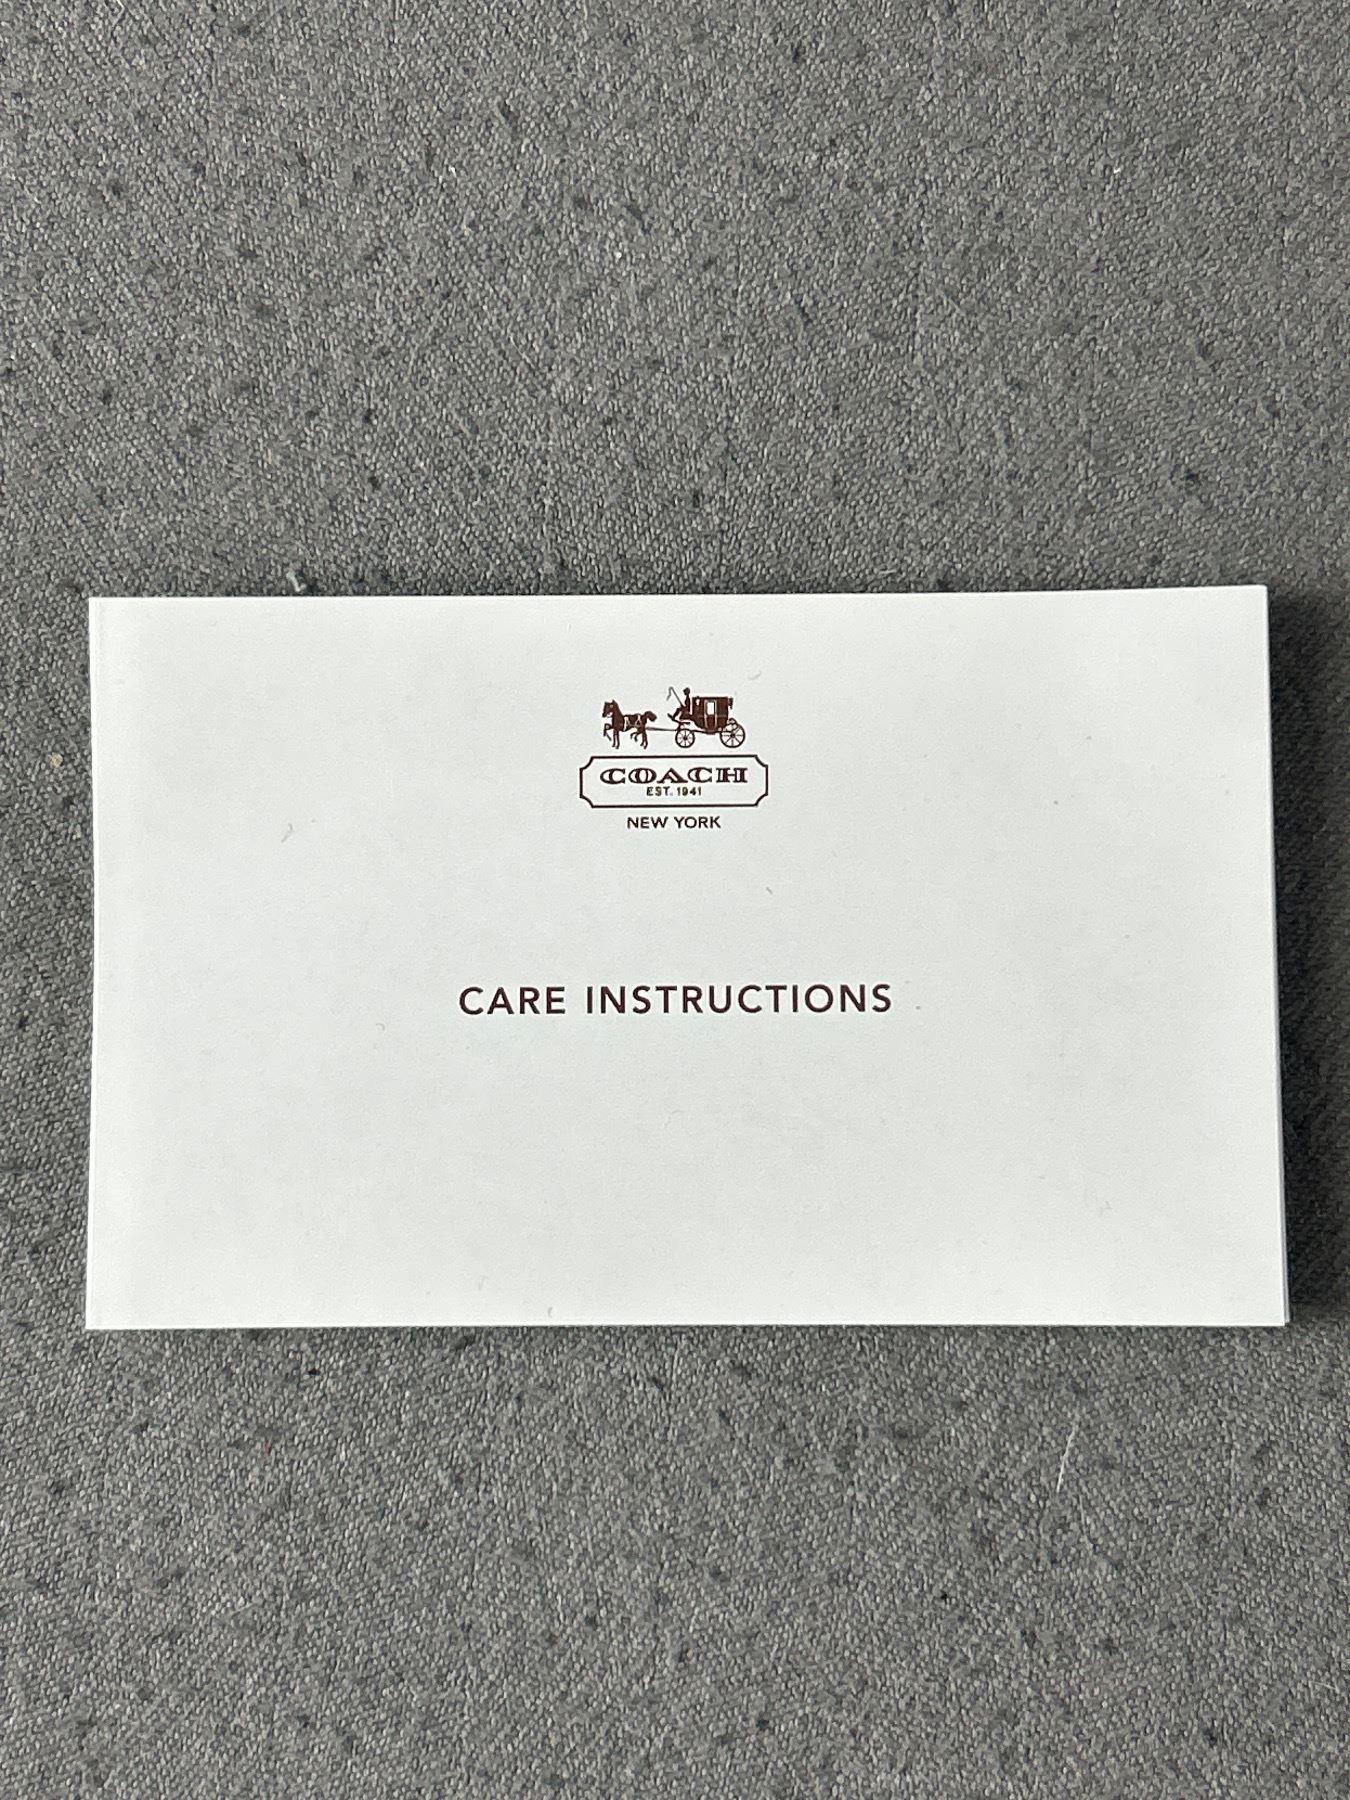 COACH
EST. 1941
NEW YORK
CARE INSTRUCTIONS